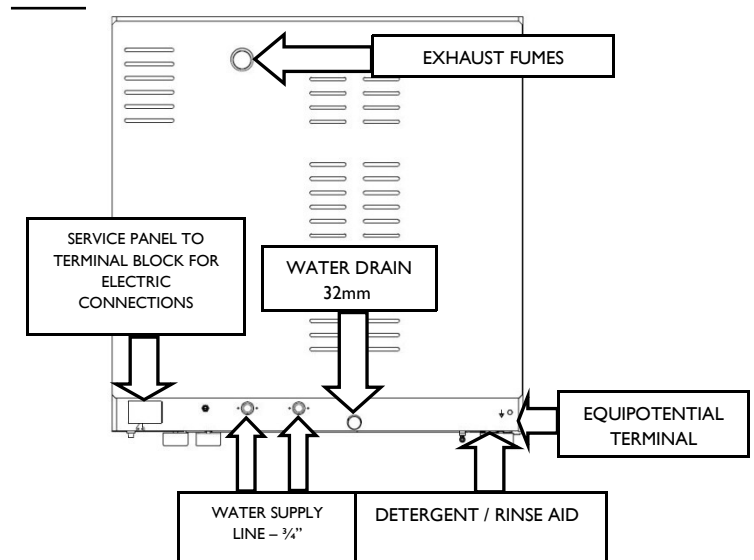 EXHAUST FUMES
SERVICE PANEL TO
TERMINAL BLOCK FOR
ELECTRIC
CONNECTIONS
WATER DRAIN
32mm
EQUIPOTENTIAL
TERMINAL
WATER SUPPLY
LINE – ¾”
DETERGENT / RINSE AID